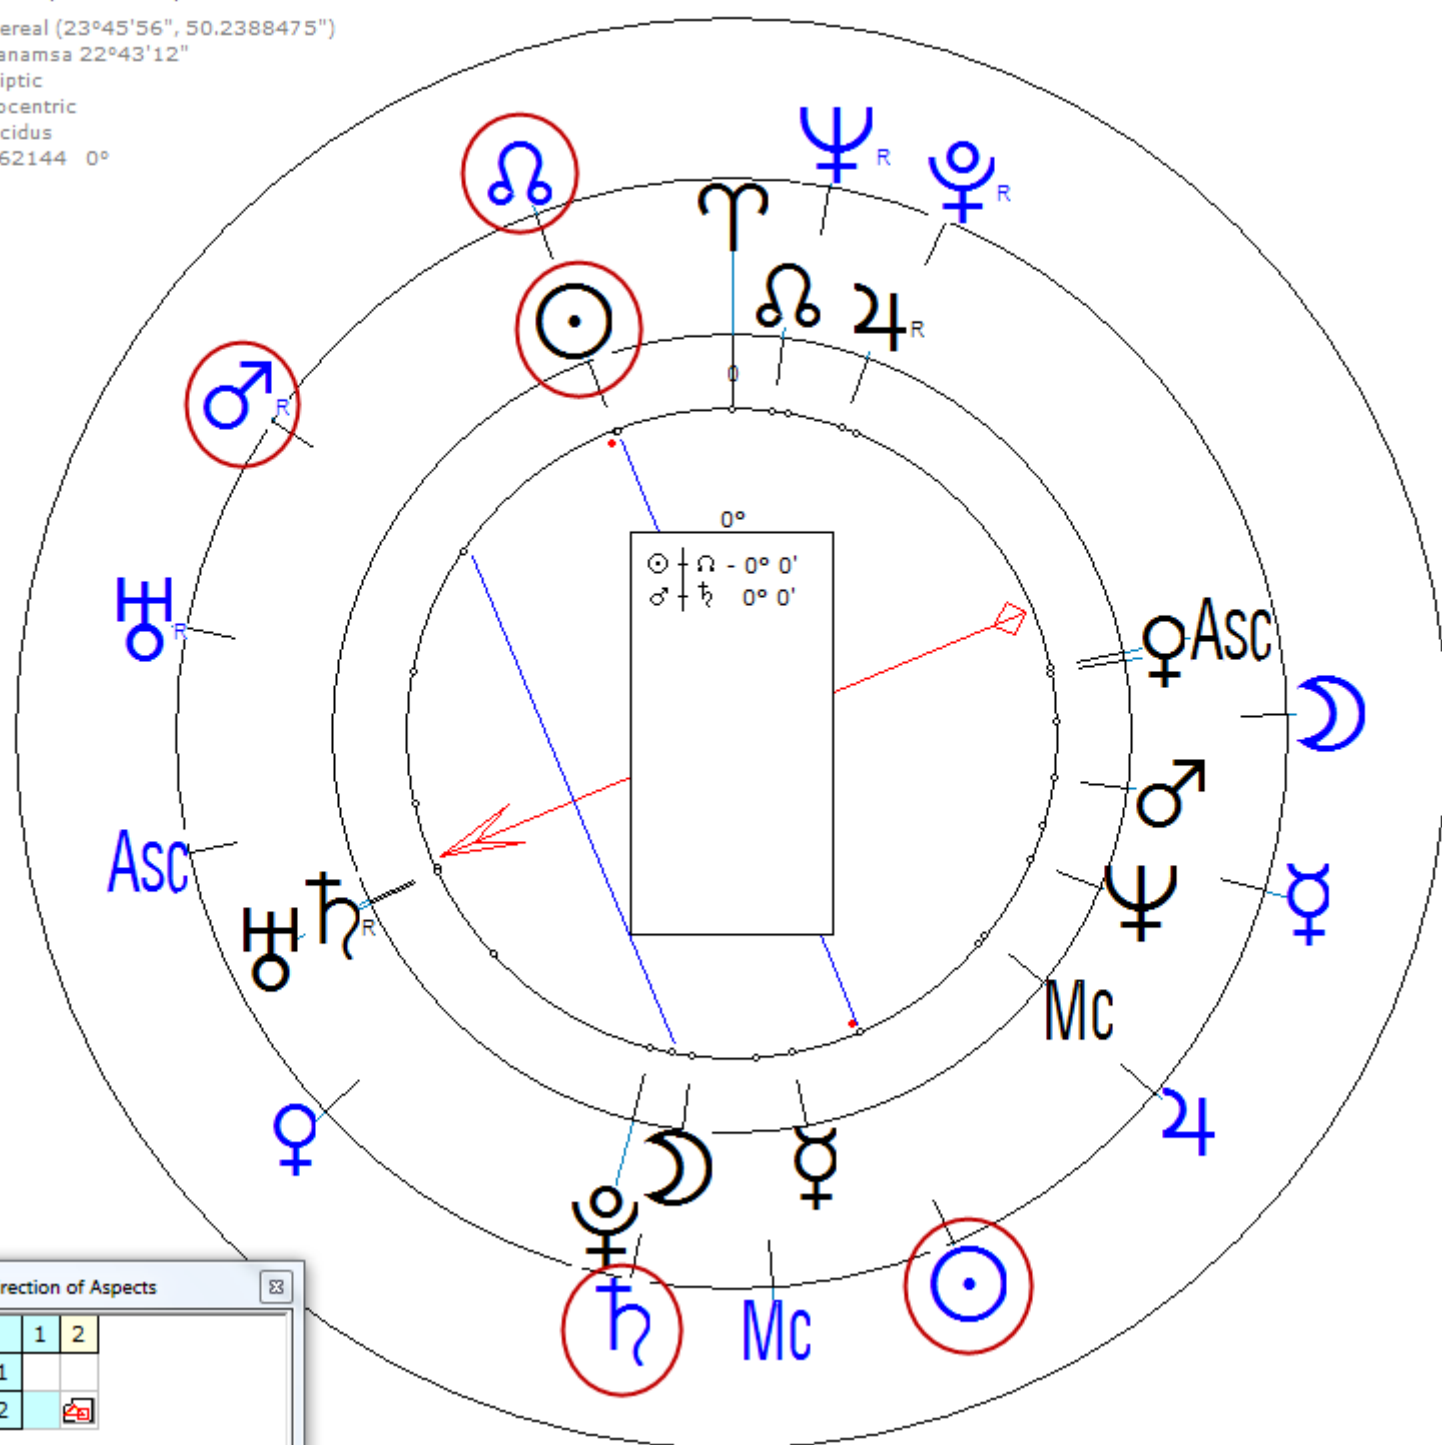 ereal (23°45'56", 50.2388475")
anamsa 22°43'12"
iptic
ocentric
cidus
62144 0°
☊
♆ R
♇ R
♈
☉
☊
♃ R
0
♂ R
0°
☉ ┼ ☊ - 0° 0'
♂ ┼ ♄ 0° 0'
♅ R
♀ Asc
☽
♂
Asc
♅ ♄ R
♆
☿
Mc
♀
♃
☽
☿
♇
☉
♄
Mc
rection of Aspects
1 2
1
2